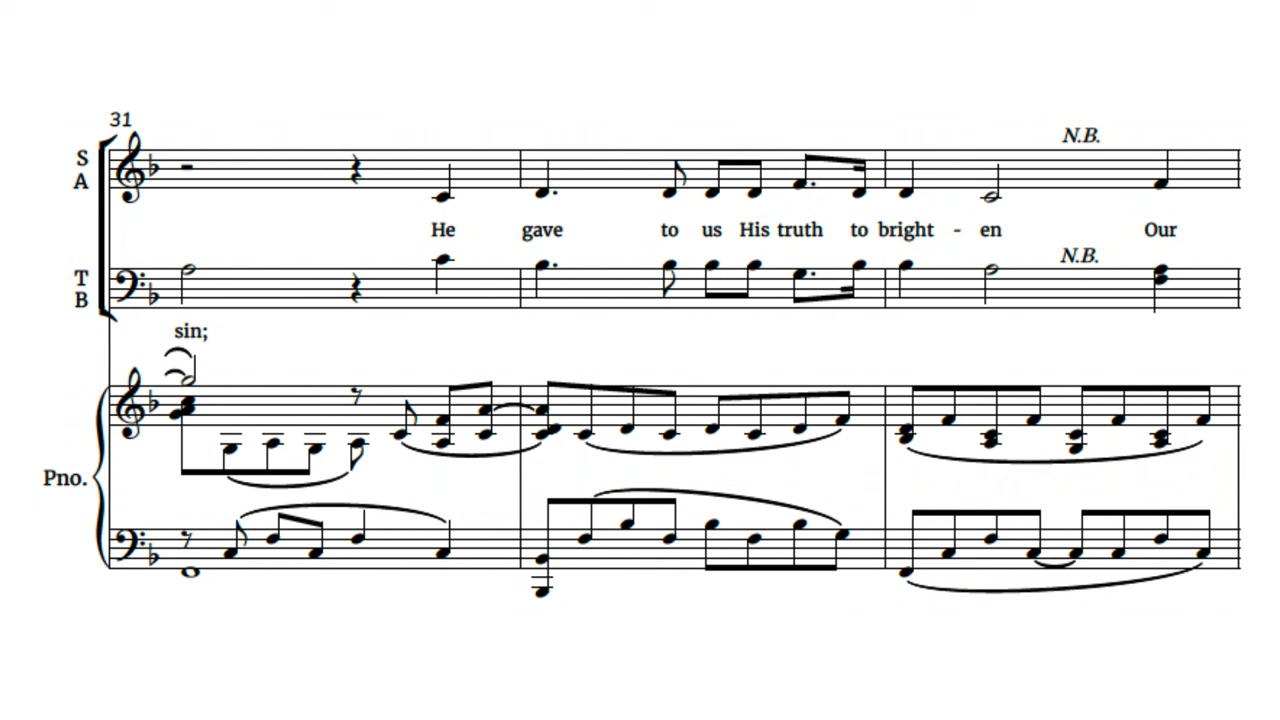 31
N.B.
S
A
He gave to us His truth to bright - en Our
N.B.
T
B
sin;
Pno.